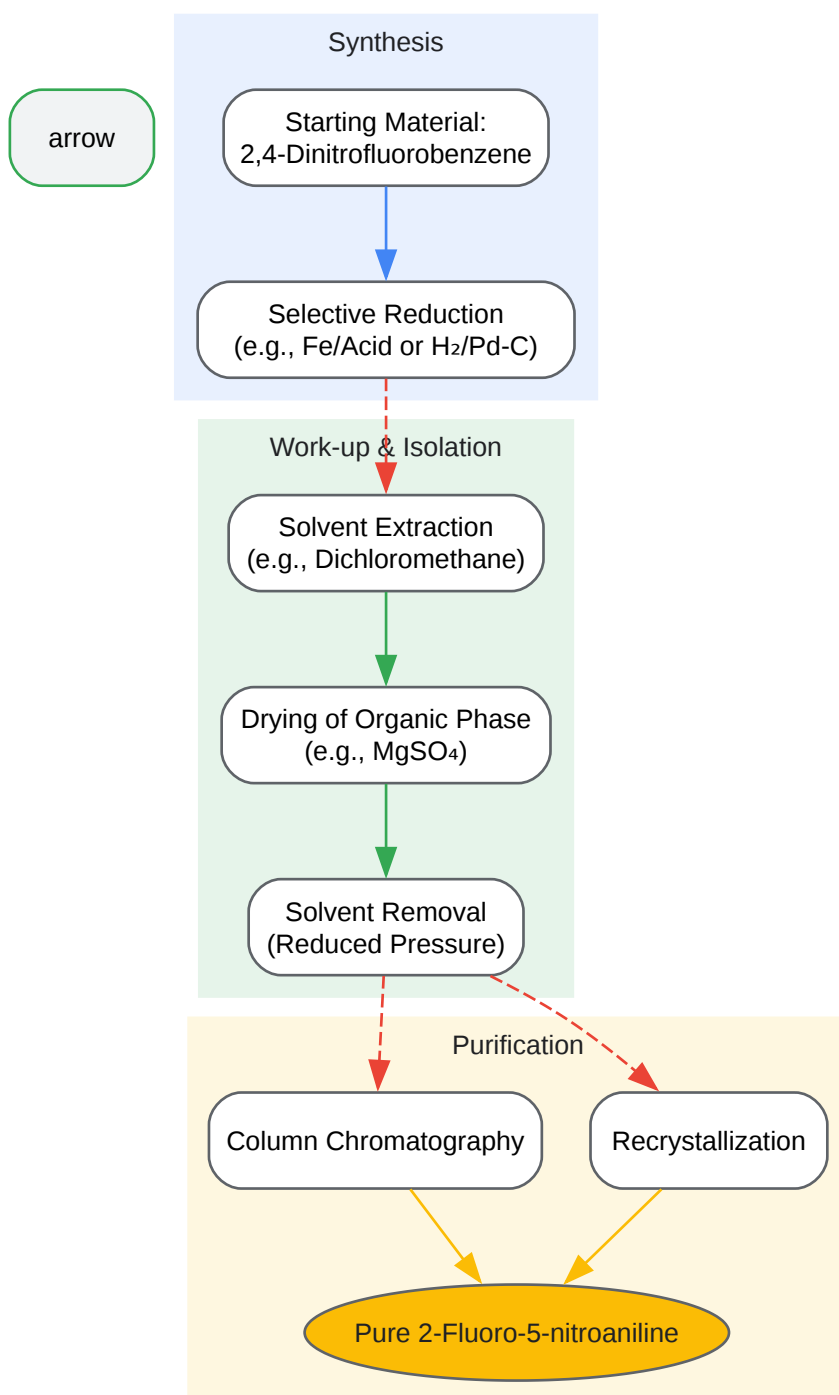 Synthesis
arrow
Starting Material:
2,4-Dinitrofluorobenzene
Selective Reduction
(e.g., Fe/Acid or H₂/Pd-C)
Work-up & Isolation
Solvent Extraction
(e.g., Dichloromethane)
Drying of Organic Phase
(e.g., MgSO₄)
Solvent Removal
(Reduced Pressure)
Purification
Column Chromatography
Recrystallization
Pure 2-Fluoro-5-nitroaniline